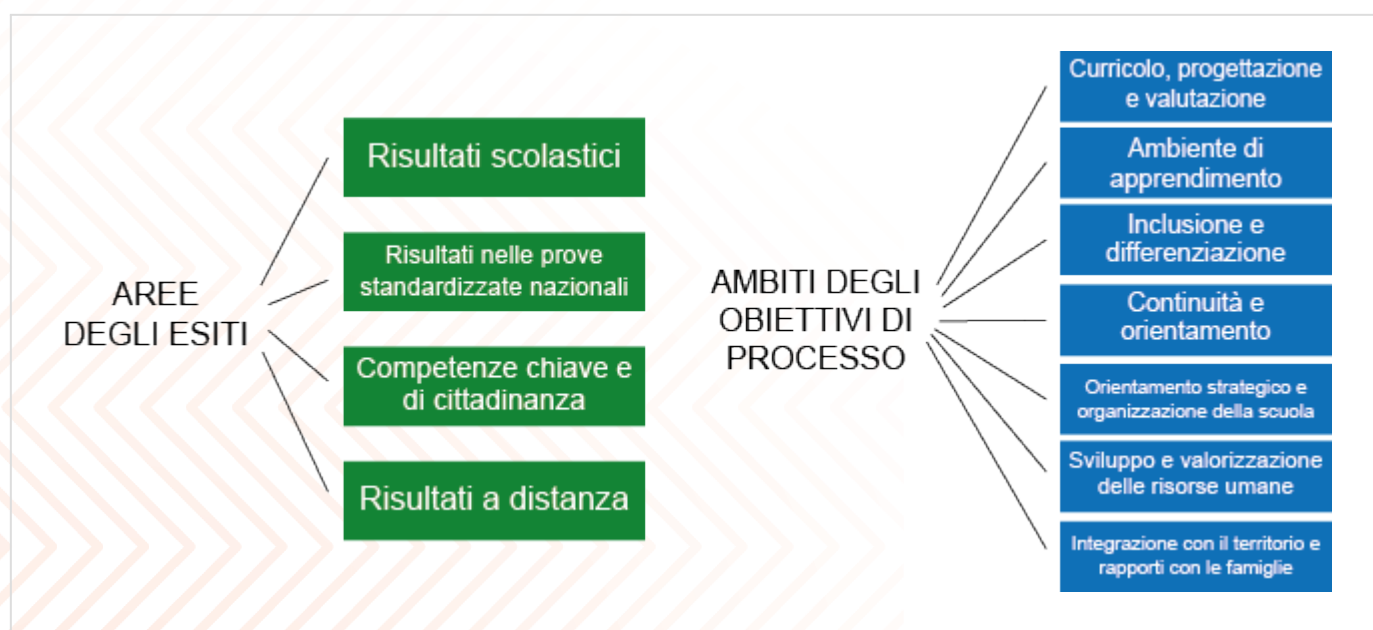 AREE
DEGLI ESITI
Risultati scolastici
Risultati nelle prove
standardizzate nazionali
Competenze chiave e
di cittadinanza
Risultati a distanza
AMBITI DEGLI
OBIETTIVI DI
PROCESSO
Curricolo, progettazione
e valutazione
Ambiente di
apprendimento
Inclusione e
differenziazione
Continuità e
orientamento
Orientamento strategico e
organizzazione della scuola
Sviluppo e valorizzazione
delle risorse umane
Integrazione con il territorio e
rapporti con le famiglie